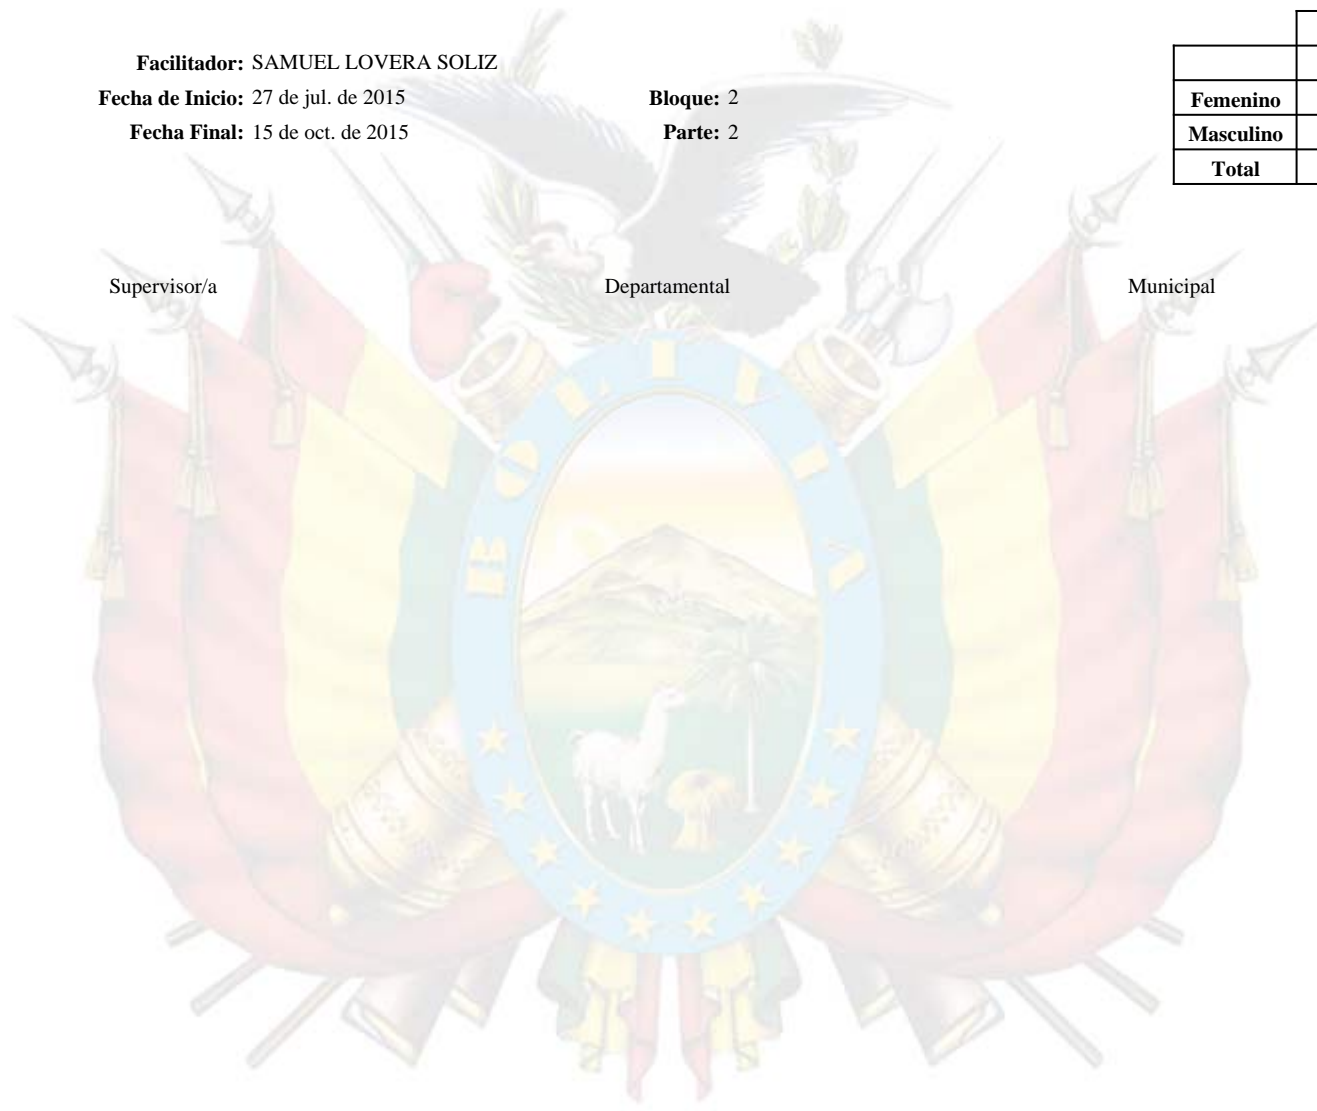 Facilitador: SAMUEL LOVERA SOLIZ
Fecha de Inicio: 27 de jul. de 2015 Bloque: 2
Fecha Final: 15 de oct. de 2015 Parte: 2
Femenino
Masculino
Total
Supervisor/a Departamental Municipal
BOLIVIA